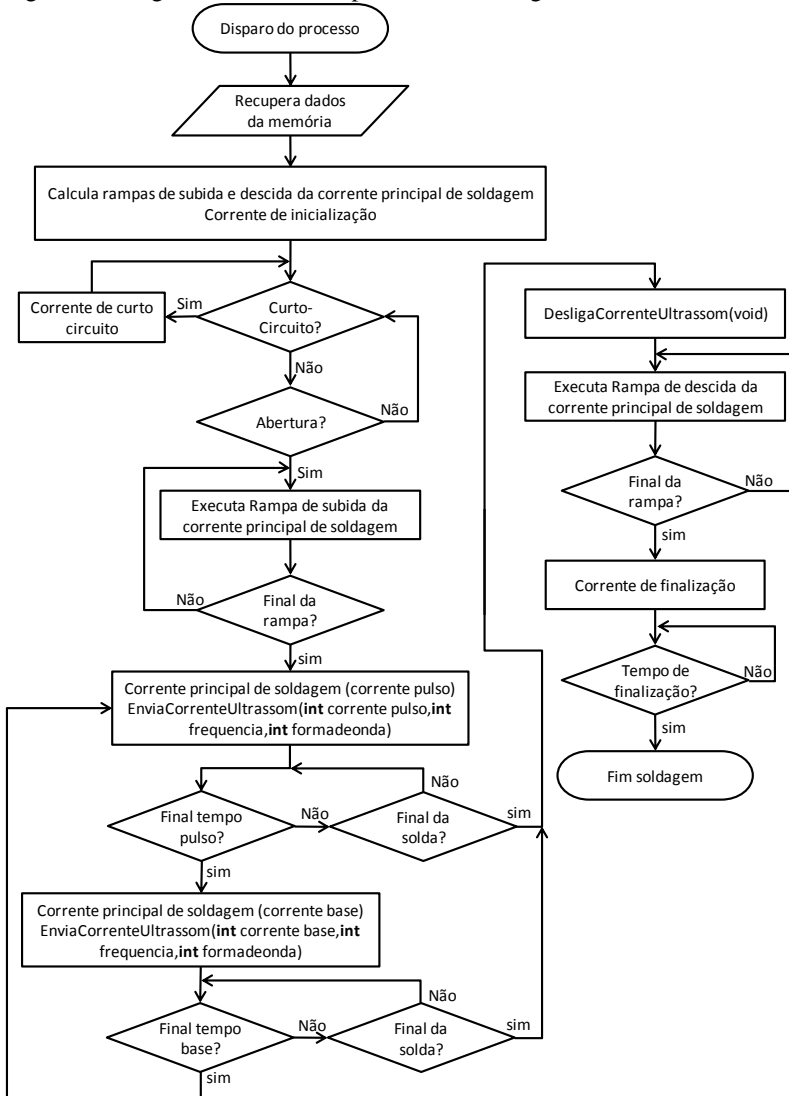 Disparo do processo
Recupera dados
da memória
Calcula rampas de subida e descida da corrente principal de soldagem
Corrente de inicialização
Corrente de curto
circuito
Sim
Curto-
Circuito?
Não
Abertura?
Não
Sim
Executa Rampa de subida da
corrente principal de soldagem
Não
Final da
rampa?
sim
Corrente principal de soldagem (corrente pulso)
EnviaCorrenteUltrassom(int corrente pulso,int
frequencia,int formadeonda)
Não
Final tempo
pulso?
Não
Final da
solda?
sim
sim
Corrente principal de soldagem (corrente base)
EnviaCorrenteUltrassom(int corrente base,int
frequencia,int formadeonda)
Não
Final tempo
base?
Não
Final da
solda?
sim
sim
DesligaCorrenteUltrassom(void)
Executa Rampa de descida da
corrente principal de soldagem
Final da
rampa?
Não
sim
Corrente de finalização
Tempo de
finalização?
Não
sim
Fim soldagem